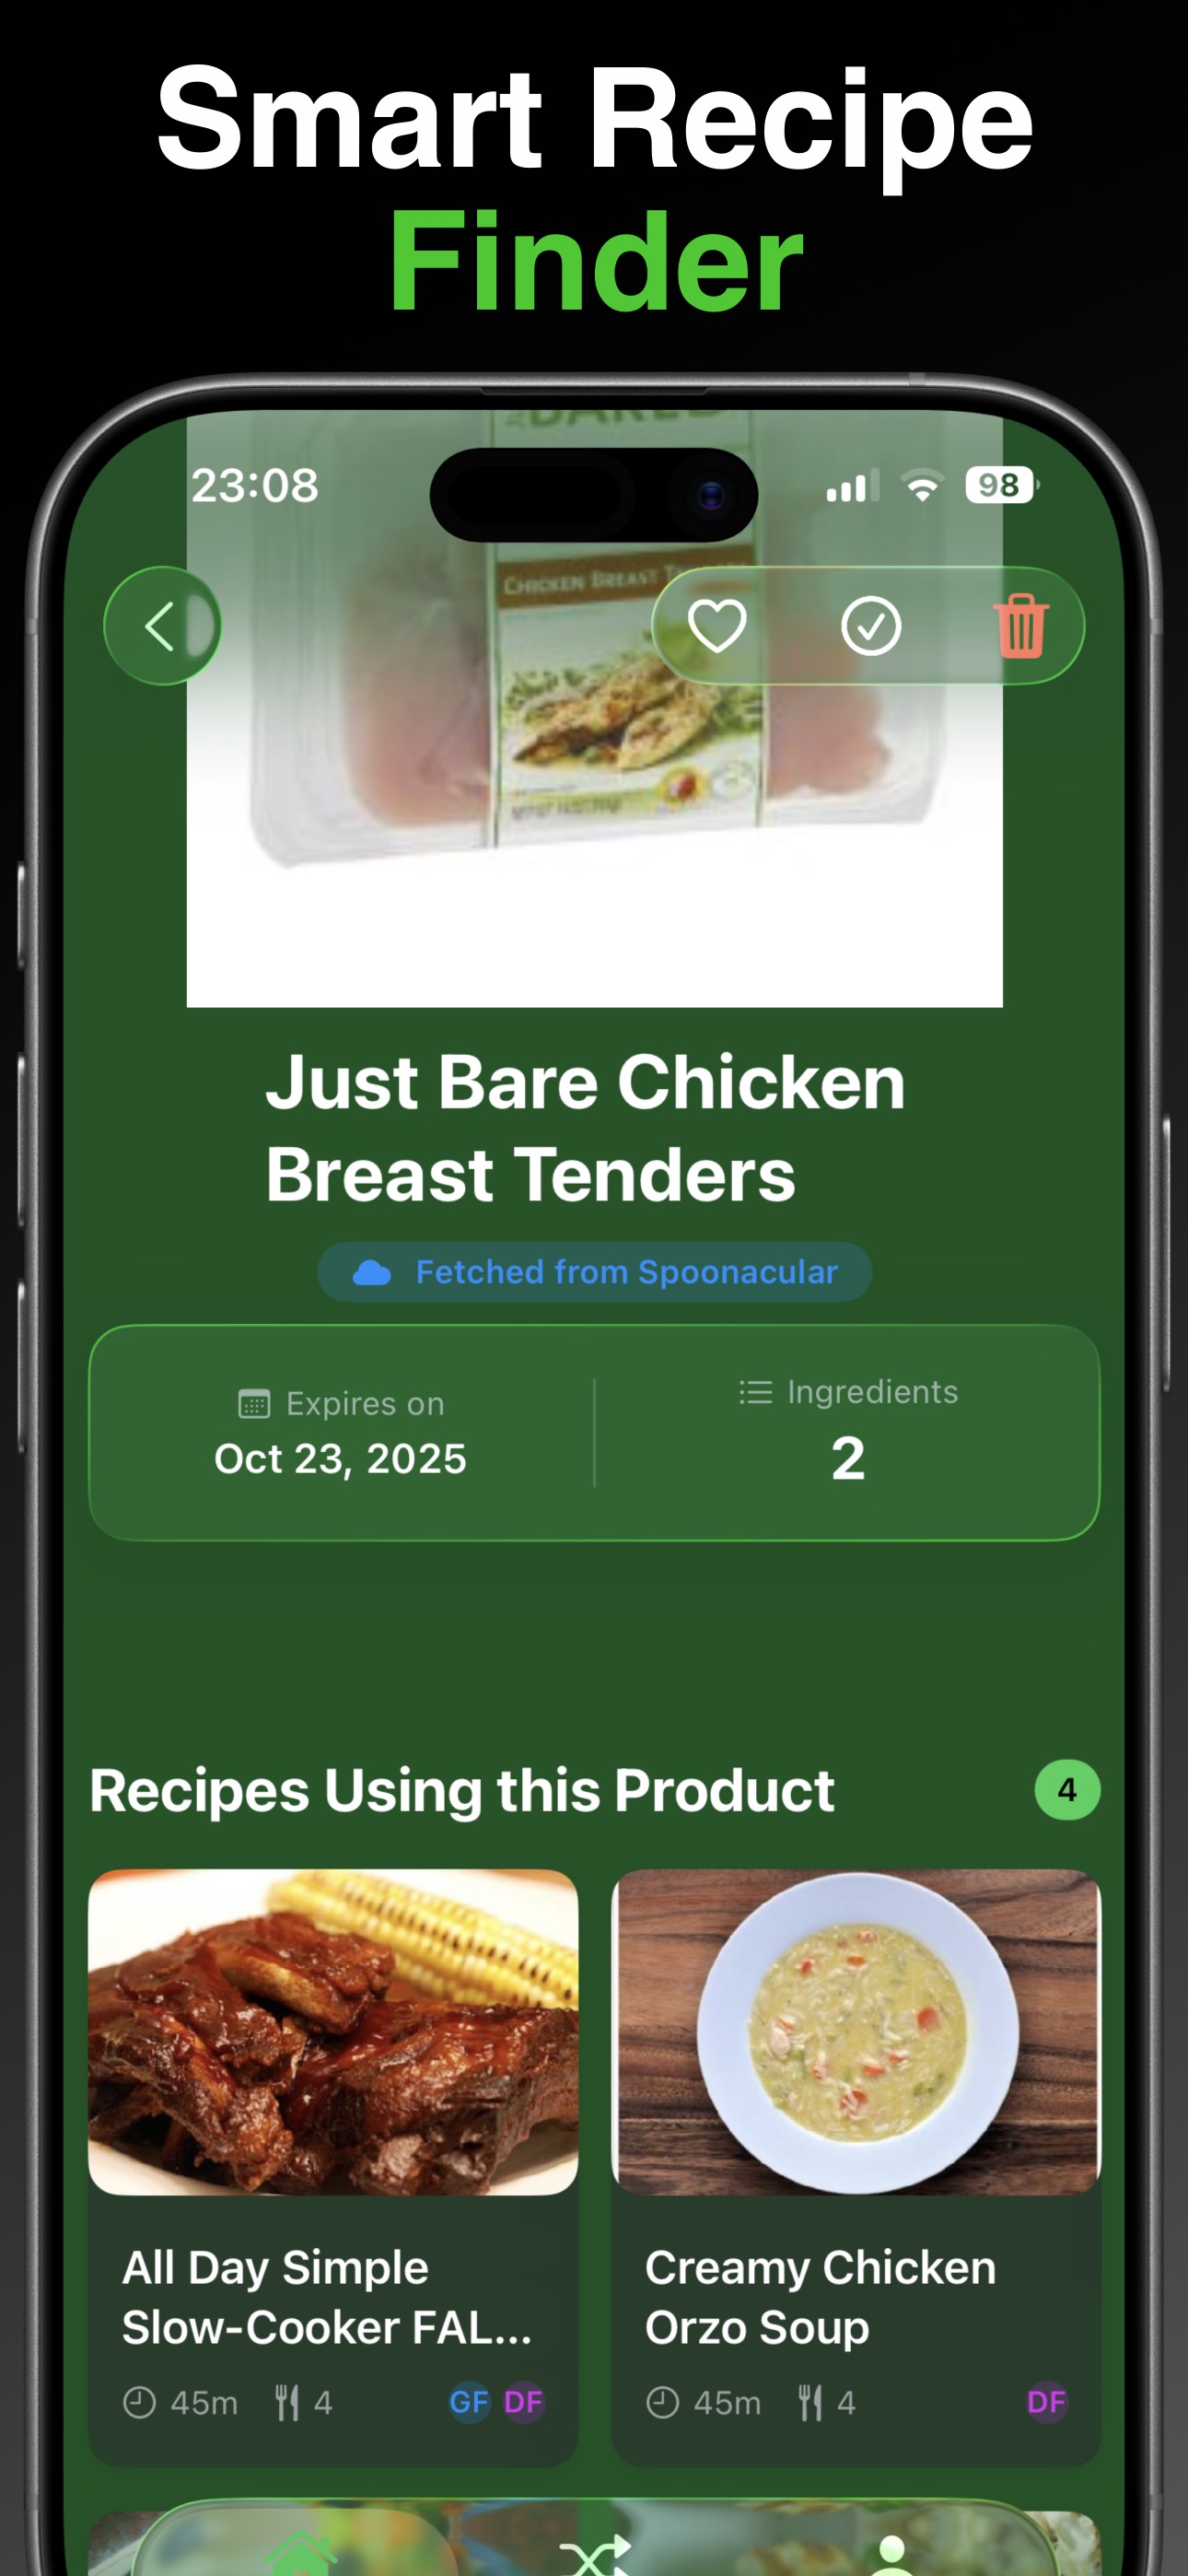 Smart Recipe
Finder
23:08
98
CHICKEN BREAST
Just Bare Chicken
Breast Tenders
Fetched from Spoonacular
Expires on
Ingredients
Oct 23, 2025
2
Recipes Using this Product
4
All Day Simple
Slow-Cooker FAL...
Creamy Chicken
Orzo Soup
45m
4
GF
DF
45m
4
DF